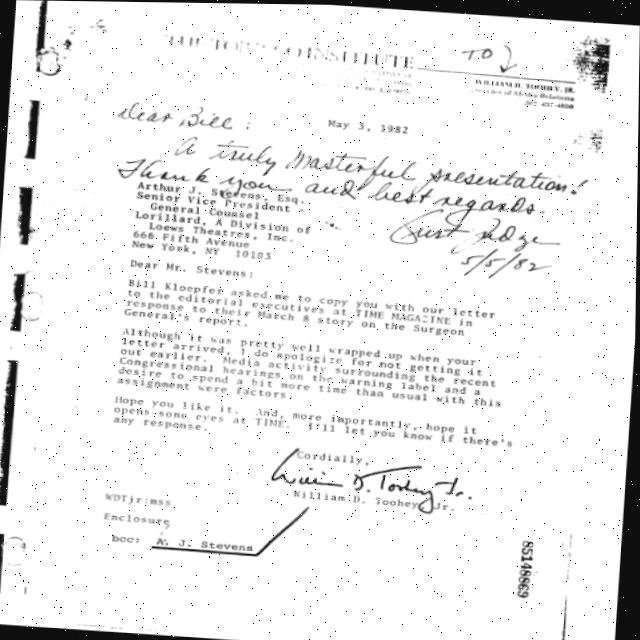 THE TOBACCO INSTITUTE
TO
WILLIAM D. TOOHEY, JR.
Director of Media Relations
Dear Bill:
May 3, 1982
A truly masterful presentation!
Thank you and best regards.
Curt Judge
5/5/82
Arthur J. Stevens, Esq.
Senior Vice President
General Counsel
Lorillard, A Division of
Loews Theatres, Inc.
666 Fifth Avenue
New York, NY 10103
Dear Mr. Stevens:
Bill Kloepfer asked me to copy you with our letter
to the editorial executives at TIME MAGAZINE in
response to their March 8 story on the Surgeon
General's report.
Although it was pretty well wrapped up when your
letter arrived, I do apologize for not getting it
out earlier. Media activity surrounding the recent
Congressional hearings on the warning label and a
desire to spend a bit more time than usual with this
assignment were factors.
Hope you like it. And, more importantly, hope it
opens some eyes at TIME. I'll let you know if there's
any response.
Cordially,
William D. Toohey Jr.
William D. Toohey, Jr.
WDTjr:mss
Enclosure
bcc: A. J. Stevens
85148669